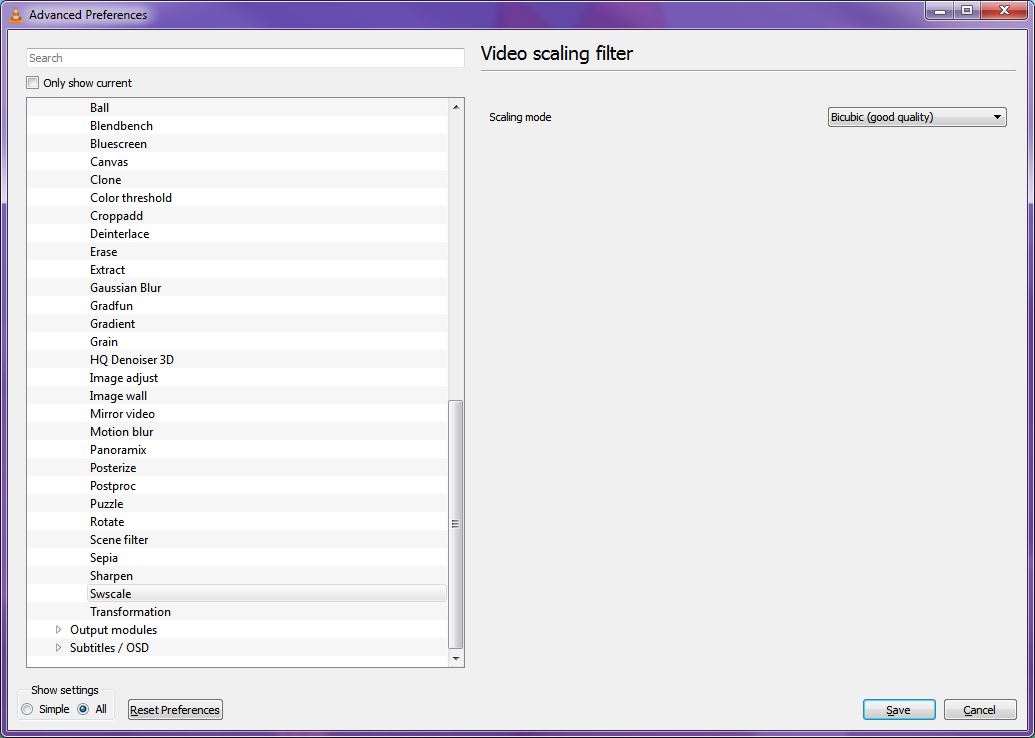 Advanced Preferences
Search
Only show current
Ball
Blendbench
Bluescreen
Canvas
Clone
Color threshold
Croppadd
Deinterlace
Erase
Extract
Gaussian Blur
Gradfun
Gradient
Grain
HQ Denoiser 3D
Image adjust
Image wall
Mirror video
Motion blur
Panoramix
Posterize
Postproc
Puzzle
Rotate
Scene filter
Sepia
Sharpen
Swscale
Transformation
Output modules
Subtitles / OSD
Video scaling filter
Scaling mode Bicubic (good quality)
Show settings
Simple All Reset Preferences Save Cancel